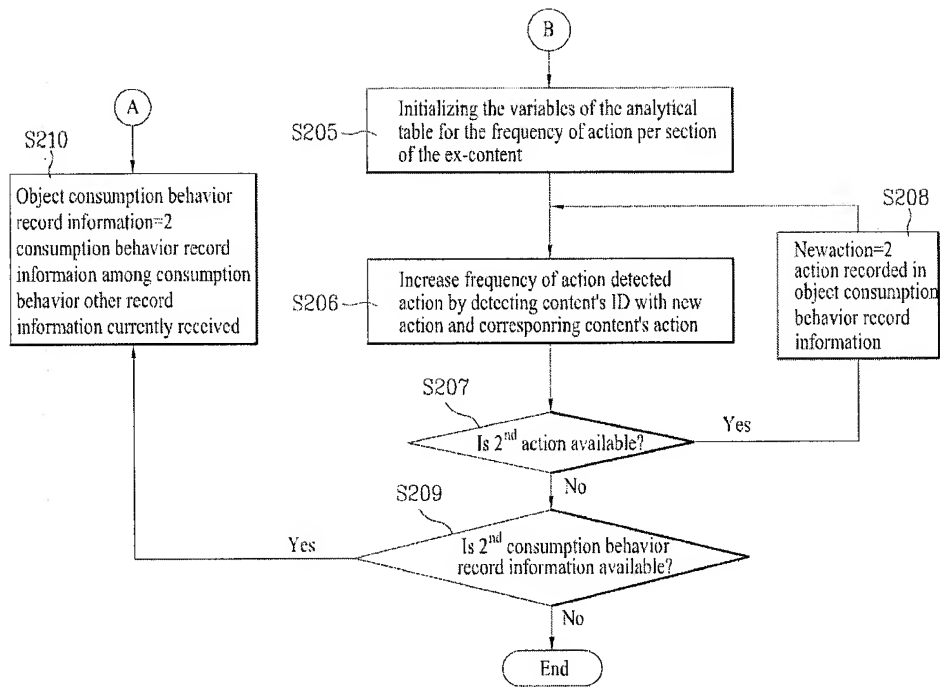 B
S205
Initializing the variables of the analytical
table for the frequency of action per section
of the ex-content
A
S210
Object consumption behavior
record information=2
consumption behavior record
informaion among consumption
behavior other record
information currently received
S208
Newaction=2
action recorded in
object consumption
behavior record
information
S206
Increase frequency of action detected
action by detecting content's ID with new
action and corresponring content's action
S207
Is 2nd action available?
Yes
No
S209
Is 2nd consumption behavior
record information available?
Yes
No
End